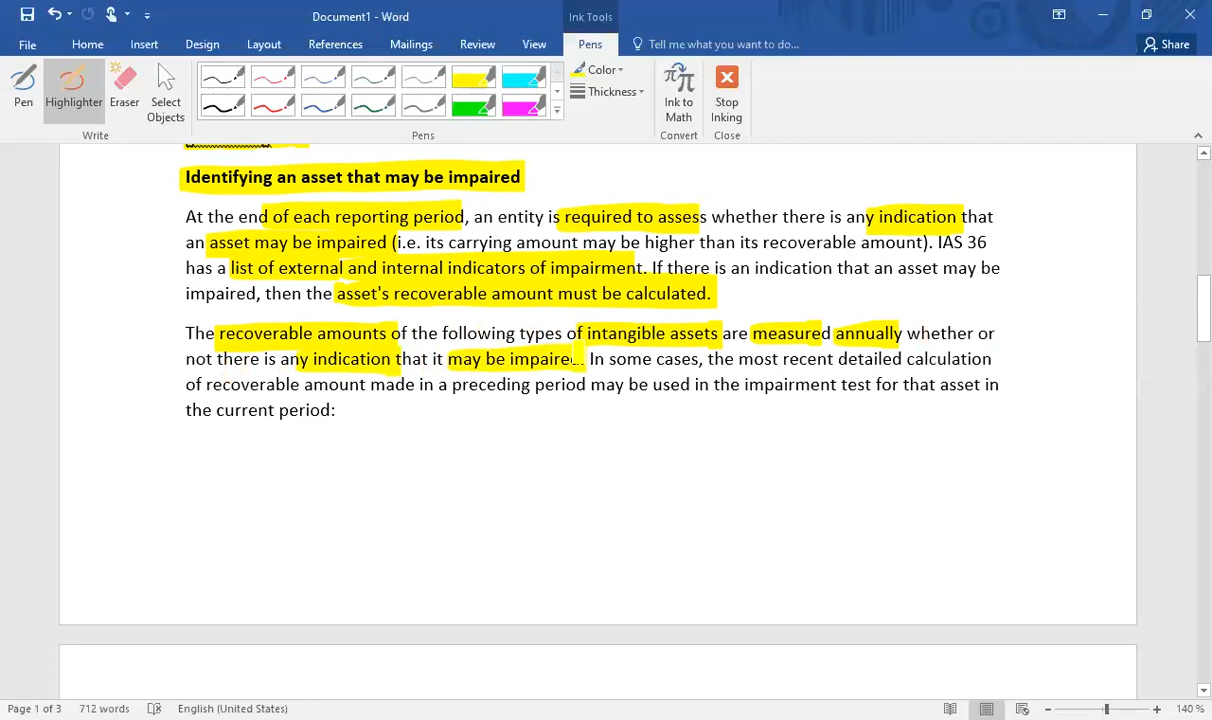 Document1 - Word
Ink Tools
File
Home
Insert
Design
Layout
References
Mailings
Review
View
Pens
Tell me what you want to do...
Share
Pen
Highlighter
Eraser
Select
Objects
Color
Thickness
Ink to
Math
Stop
Inking
Write
Pens
Convert
Close
Identifying an asset that may be impaired
At the end of each reporting period, an entity is required to assess whether there is any indication that
an asset may be impaired (i.e. its carrying amount may be higher than its recoverable amount). IAS 36
has a list of external and internal indicators of impairment. If there is an indication that an asset may be
impaired, then the asset's recoverable amount must be calculated.
The recoverable amounts of the following types of intangible assets are measured annually whether or
not there is any indication that it may be impaired. In some cases, the most recent detailed calculation
of recoverable amount made in a preceding period may be used in the impairment test for that asset in
the current period:
Page 1 of 3
712 words
English (United States)
140 %